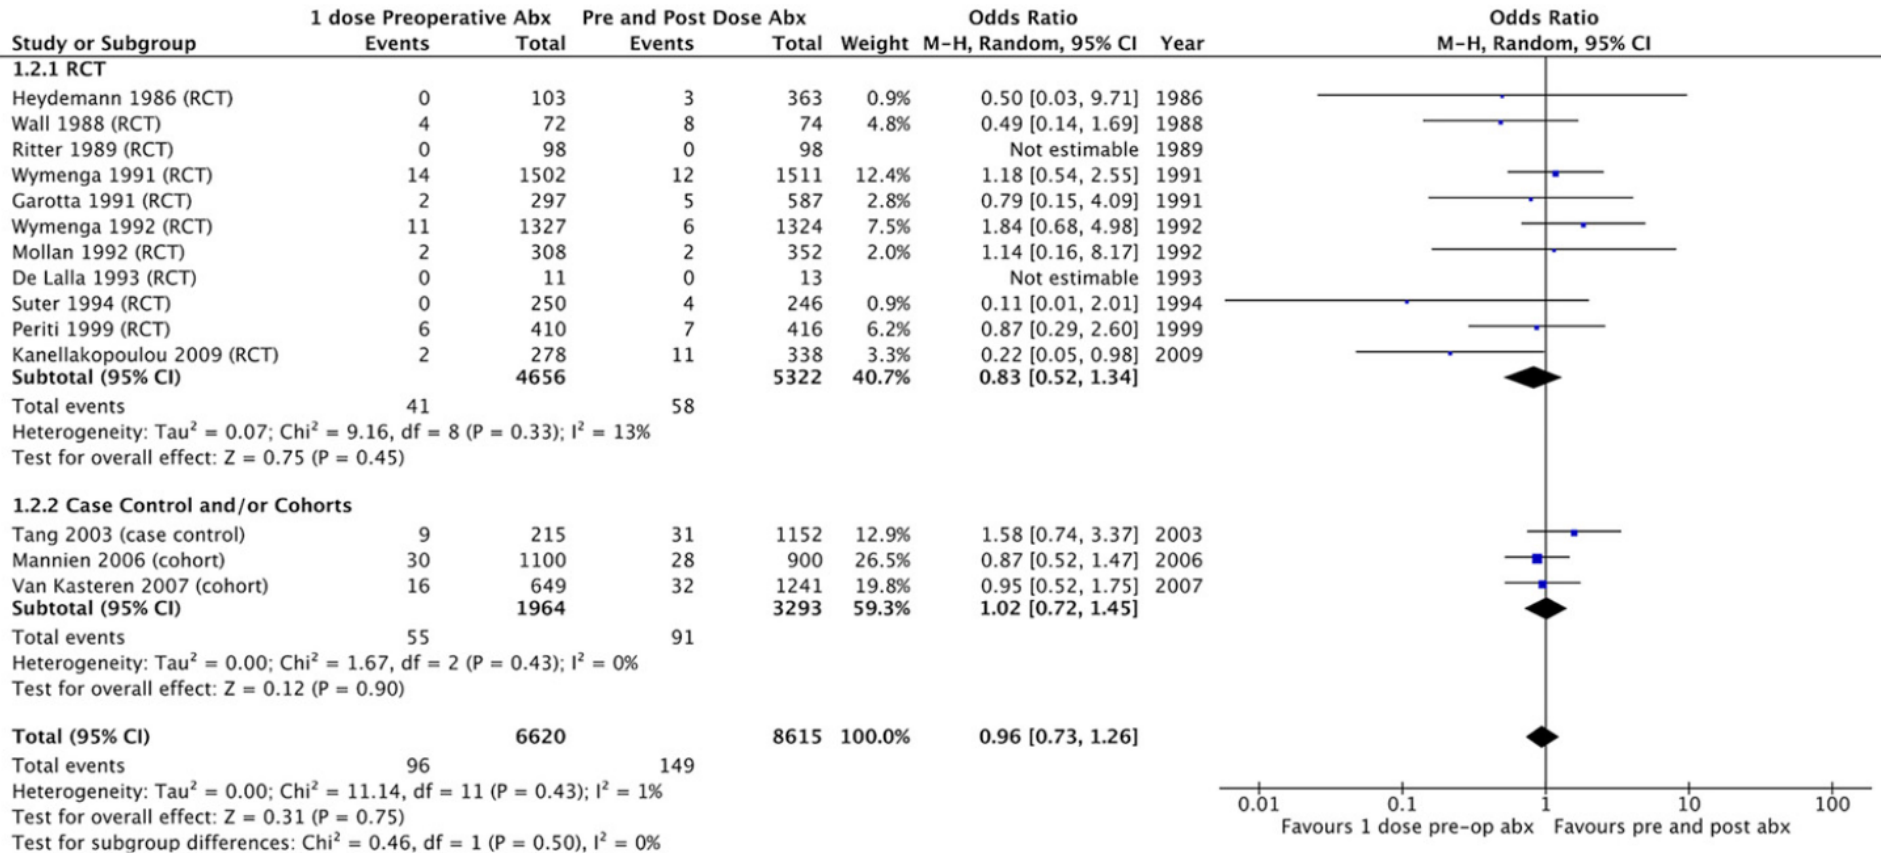 1 dose Preoperative Abx Pre and Post Dose Abx Odds Ratio Odds Ratio
Study or Subgroup Events Total Events Total Weight M-H, Random, 95% CI Year M-H, Random, 95% CI
1.2.1 RCT
Heydemann 1986 (RCT) 0 103 3 363 0.9% 0.50 [0.03, 9.71] 1986
Wall 1988 (RCT) 4 72 8 74 4.8% 0.49 [0.14, 1.69] 1988
Ritter 1989 (RCT) 0 98 0 98 Not estimable 1989
Wymenga 1991 (RCT) 14 1502 12 1511 12.4% 1.18 [0.54, 2.55] 1991
Garotta 1991 (RCT) 2 297 5 587 2.8% 0.79 [0.15, 4.09] 1991
Wymenga 1992 (RCT) 11 1327 6 1324 7.5% 1.84 [0.68, 4.98] 1992
Mollan 1992 (RCT) 2 308 2 352 2.0% 1.14 [0.16, 8.17] 1992
De Lalla 1993 (RCT) 0 11 0 13 Not estimable 1993
Suter 1994 (RCT) 0 250 4 246 0.9% 0.11 [0.01, 2.01] 1994
Periti 1999 (RCT) 6 410 7 416 6.2% 0.87 [0.29, 2.60] 1999
Kanellakopoulou 2009 (RCT) 2 278 11 338 3.3% 0.22 [0.05, 0.98] 2009
Subtotal (95% CI) 4656 5322 40.7% 0.83 [0.52, 1.34]
Total events 41 58
Heterogeneity: Tau² = 0.07; Chi² = 9.16, df = 8 (P = 0.33); I² = 13%
Test for overall effect: Z = 0.75 (P = 0.45)
1.2.2 Case Control and/or Cohorts
Tang 2003 (case control) 9 215 31 1152 12.9% 1.58 [0.74, 3.37] 2003
Mannien 2006 (cohort) 30 1100 28 900 26.5% 0.87 [0.52, 1.47] 2006
Van Kasteren 2007 (cohort) 16 649 32 1241 19.8% 0.95 [0.52, 1.75] 2007
Subtotal (95% CI) 1964 3293 59.3% 1.02 [0.72, 1.45]
Total events 55 91
Heterogeneity: Tau² = 0.00; Chi² = 1.67, df = 2 (P = 0.43); I² = 0%
Test for overall effect: Z = 0.12 (P = 0.90)
Total (95% CI) 6620 8615 100.0% 0.96 [0.73, 1.26]
Total events 96 149
Heterogeneity: Tau² = 0.00; Chi² = 11.14, df = 11 (P = 0.43); I² = 1%
Test for overall effect: Z = 0.31 (P = 0.75)
Test for subgroup differences: Chi² = 0.46, df = 1 (P = 0.50), I² = 0%
0.01 0.1 1 10 100
Favours 1 dose pre-op abx Favours pre and post abx